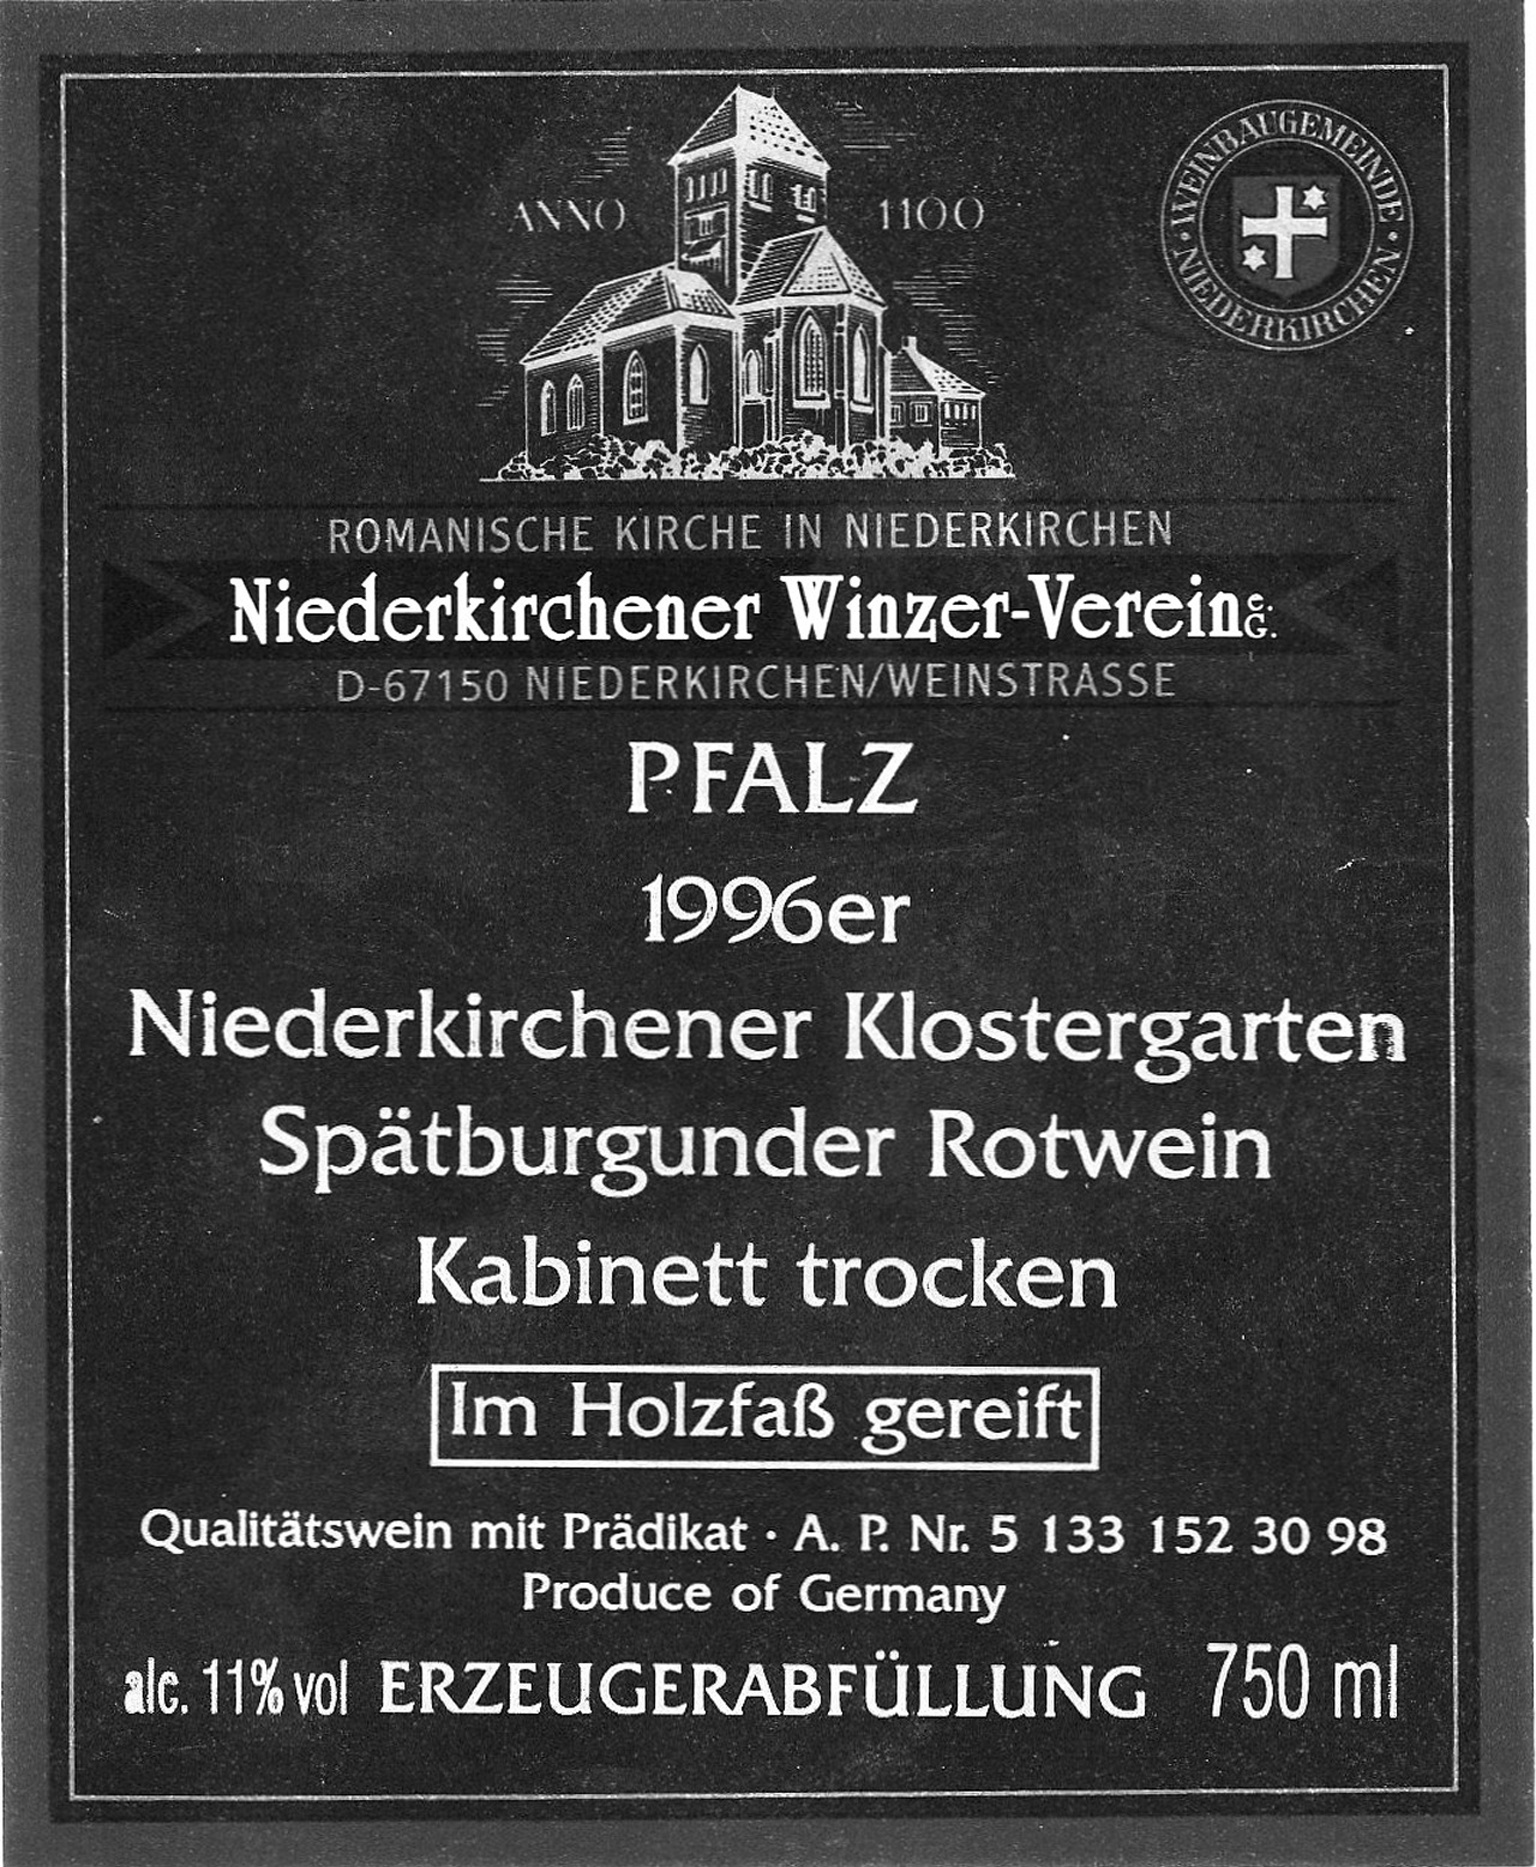 ANNO 1100
WEINBAUGEMEINDE
NIEDERKIRCHEN
ROMANISCHE KIRCHE IN NIEDERKIRCHEN
Niederkirchener Winzer-Verein e.G.
D-67150 NIEDERKIRCHEN/WEINSTRASSE
PFALZ
1996er
Niederkirchener Klostergarten
Spätburgunder Rotwein
Kabinett trocken
Im Holzfaß gereift
Qualitätswein mit Prädikat · A. P. Nr. 5 133 152 30 98
Produce of Germany
alc. 11% vol ERZEUGERABFÜLLUNG 750 ml